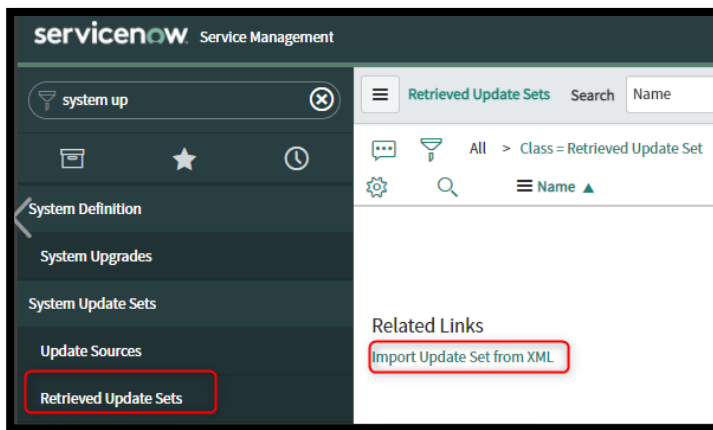 servicenow Service Management
system up
System Definition
System Upgrades
System Update Sets
Update Sources
Retrieved Update Sets
Retrieved Update Sets Search Name
All > Class = Retrieved Update Set
Name ▲
Related Links
Import Update Set from XML